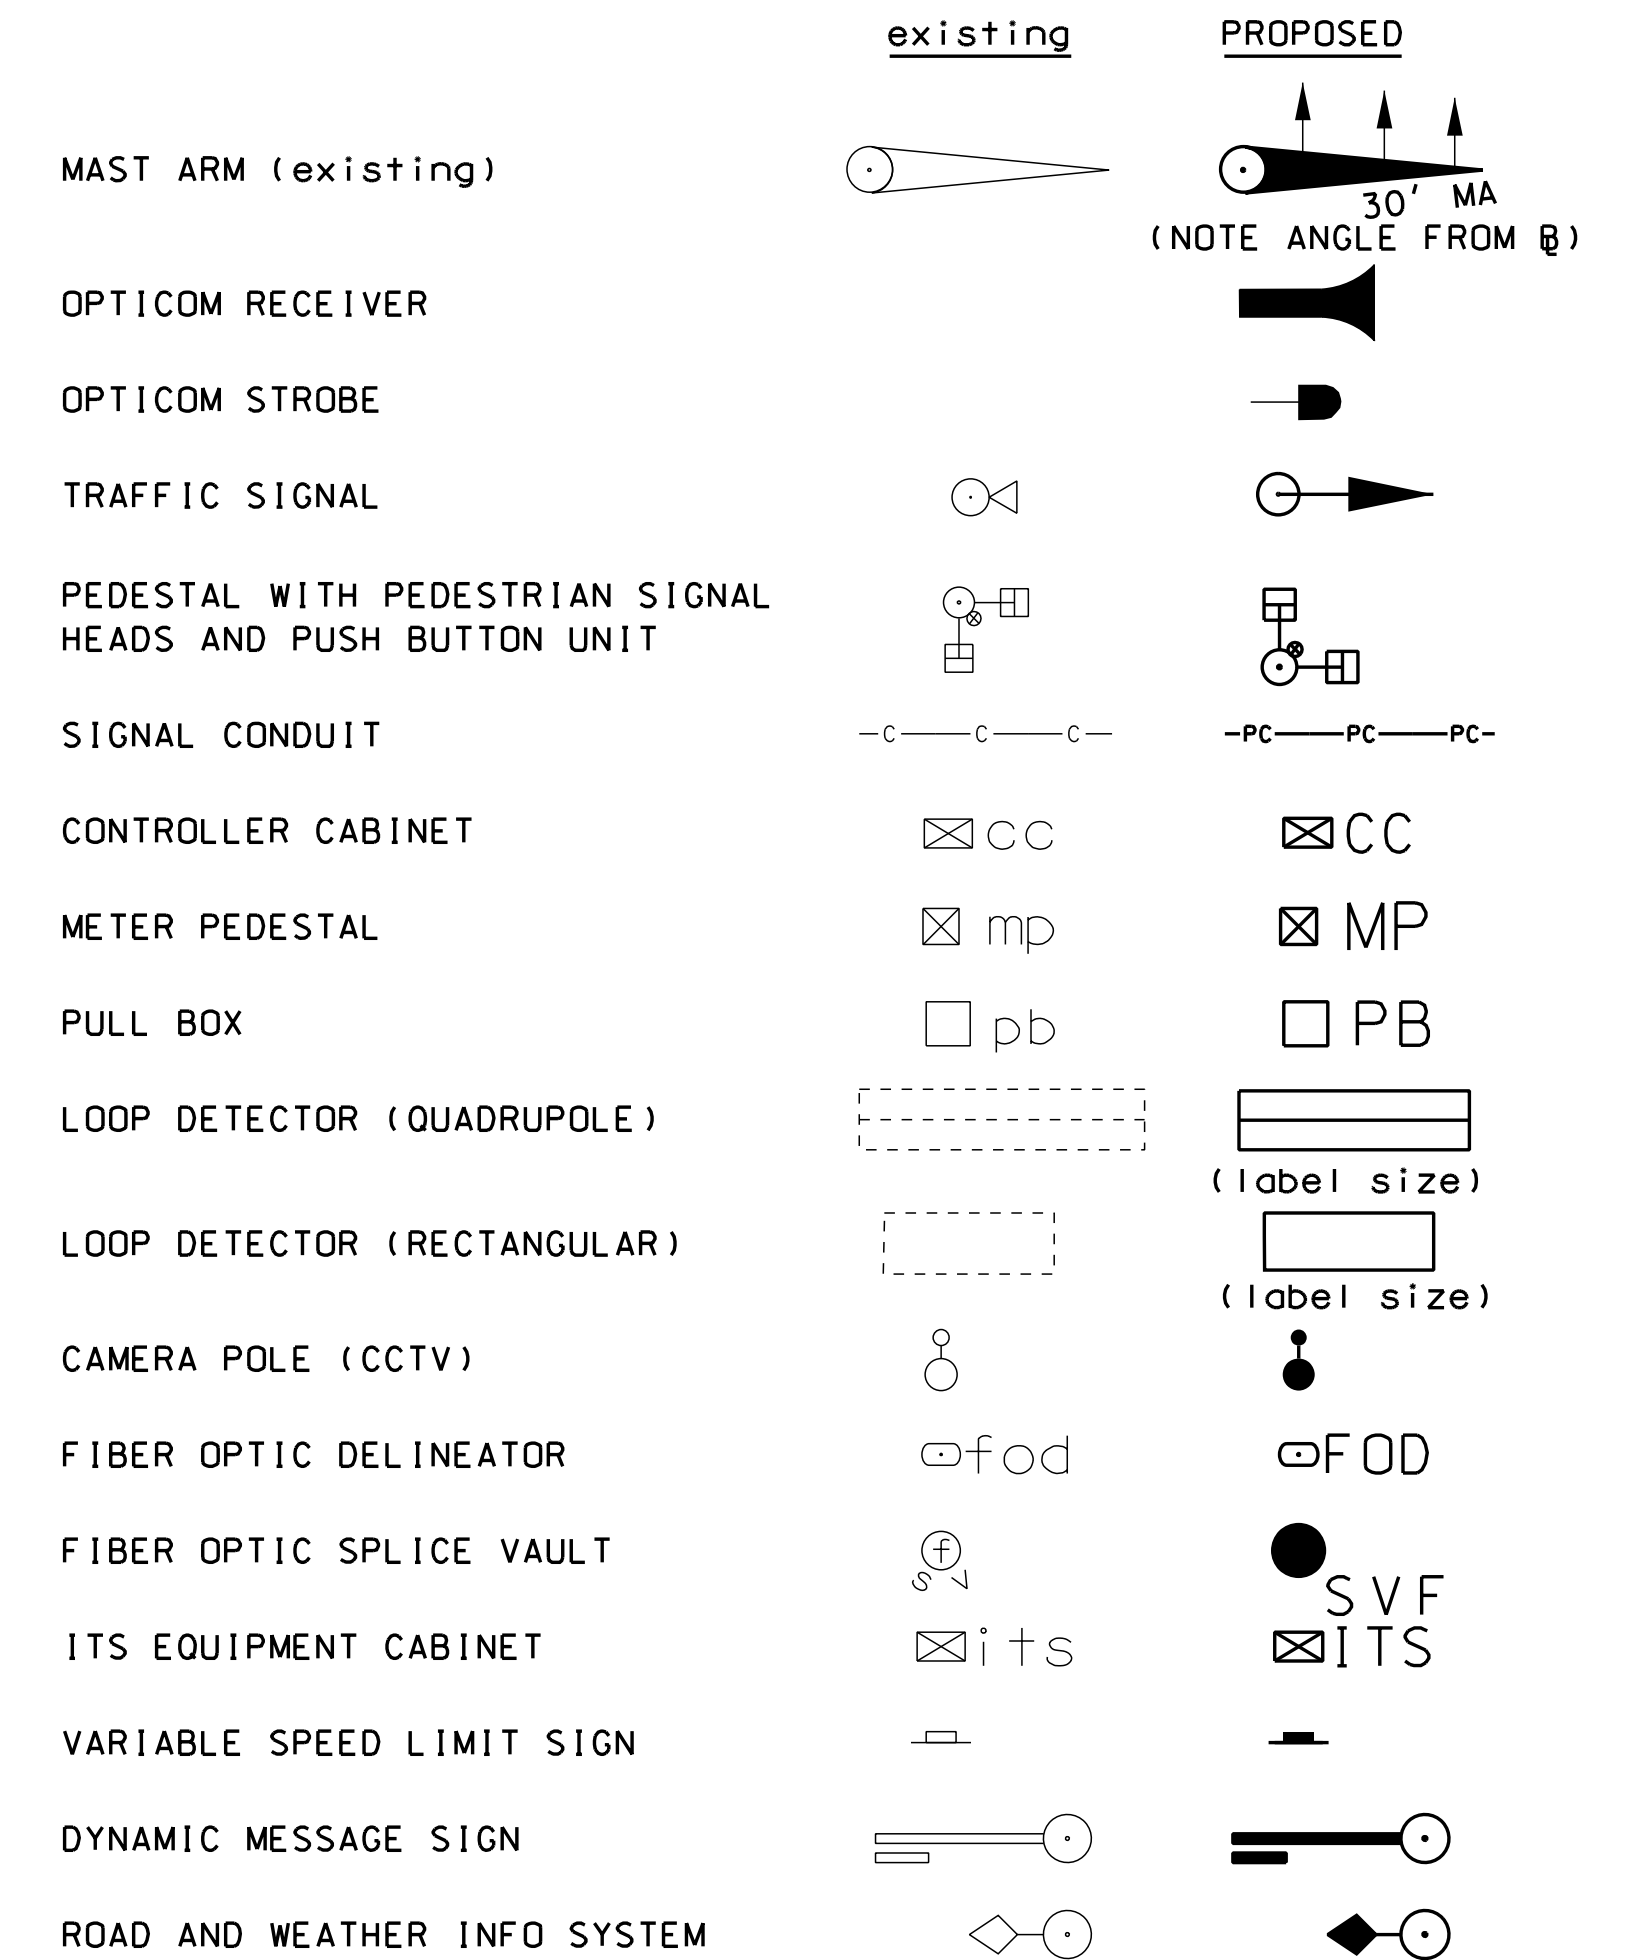 existing PROPOSED
MAST ARM (existing)
30' MA
(NOTE ANGLE FROM ⅊)
OPTICOM RECEIVER
OPTICOM STROBE
TRAFFIC SIGNAL
PEDESTAL WITH PEDESTRIAN SIGNAL
HEADS AND PUSH BUTTON UNIT
SIGNAL CONDUIT C C C PC PC PC
CONTROLLER CABINET cc CC
METER PEDESTAL mp MP
PULL BOX pb PB
LOOP DETECTOR (QUADRUPOLE)
(label size)
LOOP DETECTOR (RECTANGULAR)
(label size)
CAMERA POLE (CCTV)
FIBER OPTIC DELINEATOR fod FOD
FIBER OPTIC SPLICE VAULT f
s v SVF
ITS EQUIPMENT CABINET its ITS
VARIABLE SPEED LIMIT SIGN
DYNAMIC MESSAGE SIGN
ROAD AND WEATHER INFO SYSTEM